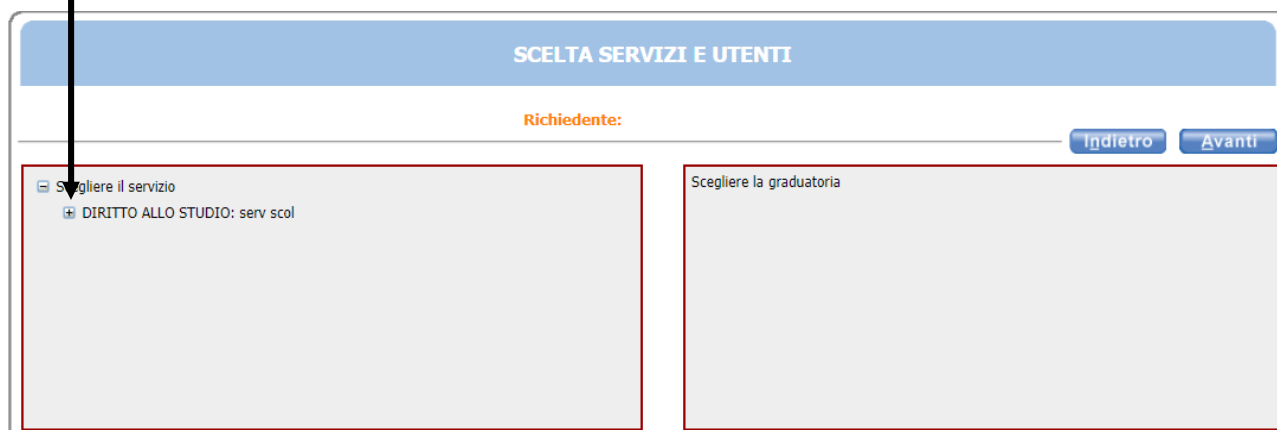 SCELTA SERVIZI E UTENTI
Richiedente:
Indietro
Avanti
Scegliere il servizio
DIRITTO ALLO STUDIO: serv scol
Scegliere la graduatoria